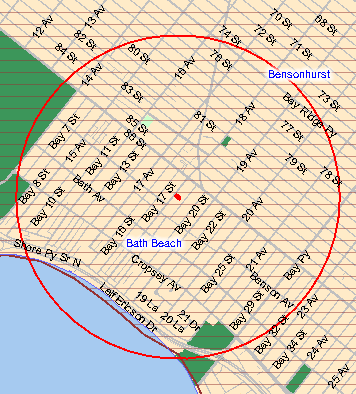 70 St
68 St
13 Av
12 Av
82 St
74 St
72 St
71 St
84 St
80 St
76 St
Bensonhurst
14 Av
16 Av
83 St
73 St
Bay Ridge Py
81 St
18 Av
77 St
85 St
86 St
Bay 7 St
15 Av
Bay 11 St
Bay 13 St
19 Av
79 St
78 St
17 Av
Bay 8 St
Bath Av
Bay 10 St
Bay 17 St
Bay 20 St
20 Av
Bay 16 St
Bay 22 St
Bath Beach
Shore Py Sr N
Cropsey Av
Bay 25 St
21 Av
Bay Py
Benson Av
Leif Ericson Dr
19 La
20 La
21 Dr
Bay 29 St
23 Av
Bay 32 St
Bay 34 St
24 Av
25 Av